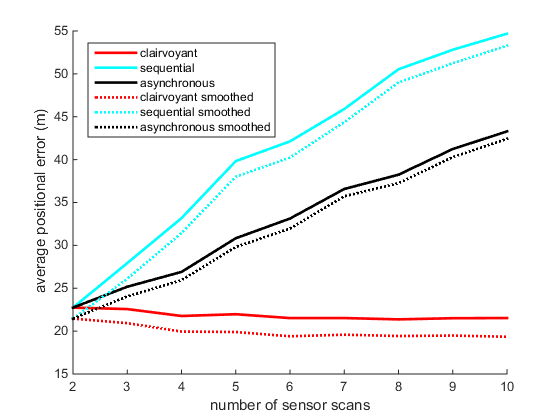 55
50
45
40
35
30
25
20
15
average positional error (m)
clairvoyant
sequential
asynchronous
clairvoyant smoothed
sequential smoothed
asynchronous smoothed
2 3 4 5 6 7 8 9 10
number of sensor scans